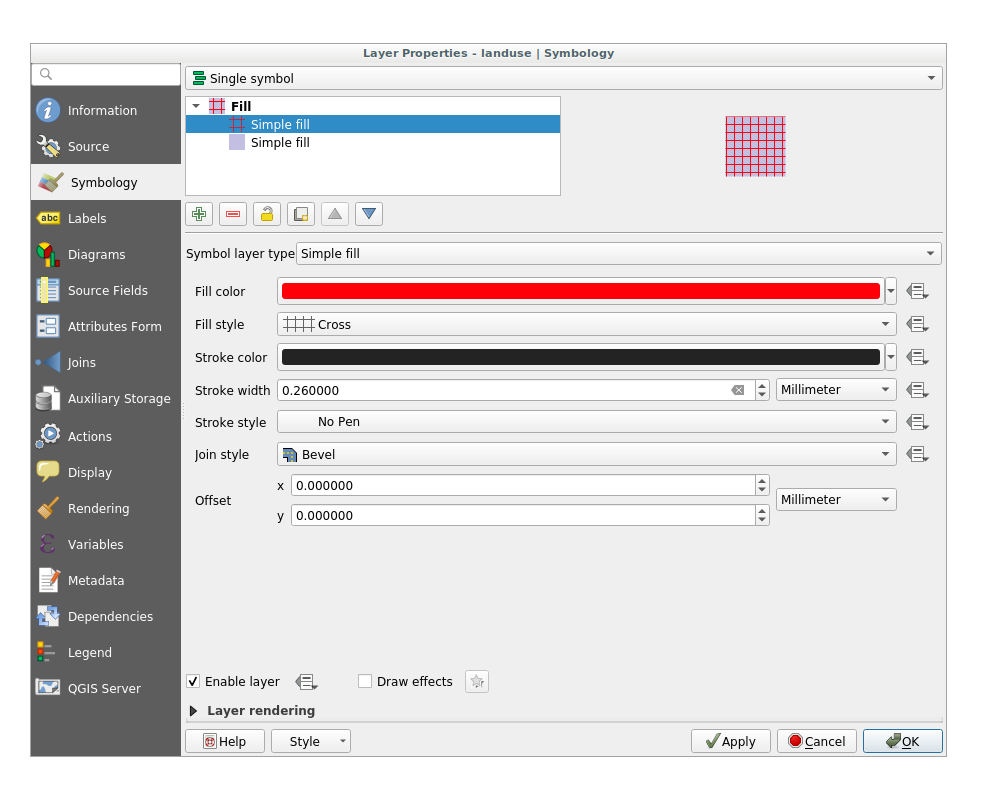 Layer Properties - landuse | Symbology
Information
Source
Symbology
Labels
Diagrams
Source Fields
Attributes Form
Joins
Auxiliary Storage
Actions
Display
Rendering
Variables
Metadata
Dependencies
Legend
QGIS Server
abc
Single symbol
Fill
Simple fill
Simple fill
Symbol layer type Simple fill
Fill color
Fill style Cross
Stroke color
Stroke width 0.260000 Millimeter
Stroke style No Pen
Join style Bevel
Offset x 0.000000 Millimeter
y 0.000000
Enable layer Draw effects
Layer rendering
Help Style Apply Cancel OK